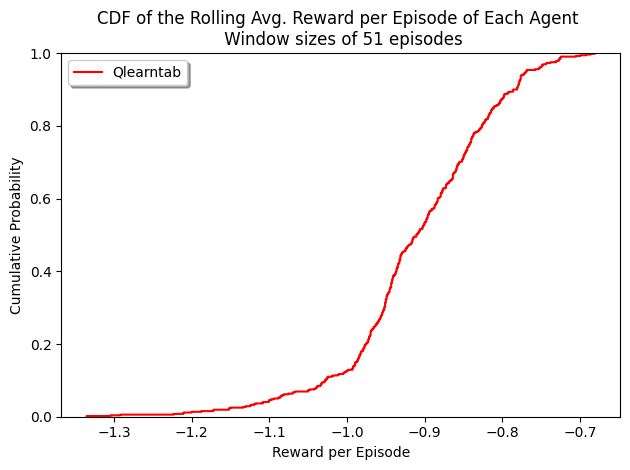 CDF of the Rolling Avg. Reward per Episode of Each Agent
Window sizes of 51 episodes
Qlearntab
Cumulative Probability
1.0
0.8
0.6
0.4
0.2
0.0
−1.3 −1.2 −1.1 −1.0 −0.9 −0.8 −0.7
Reward per Episode